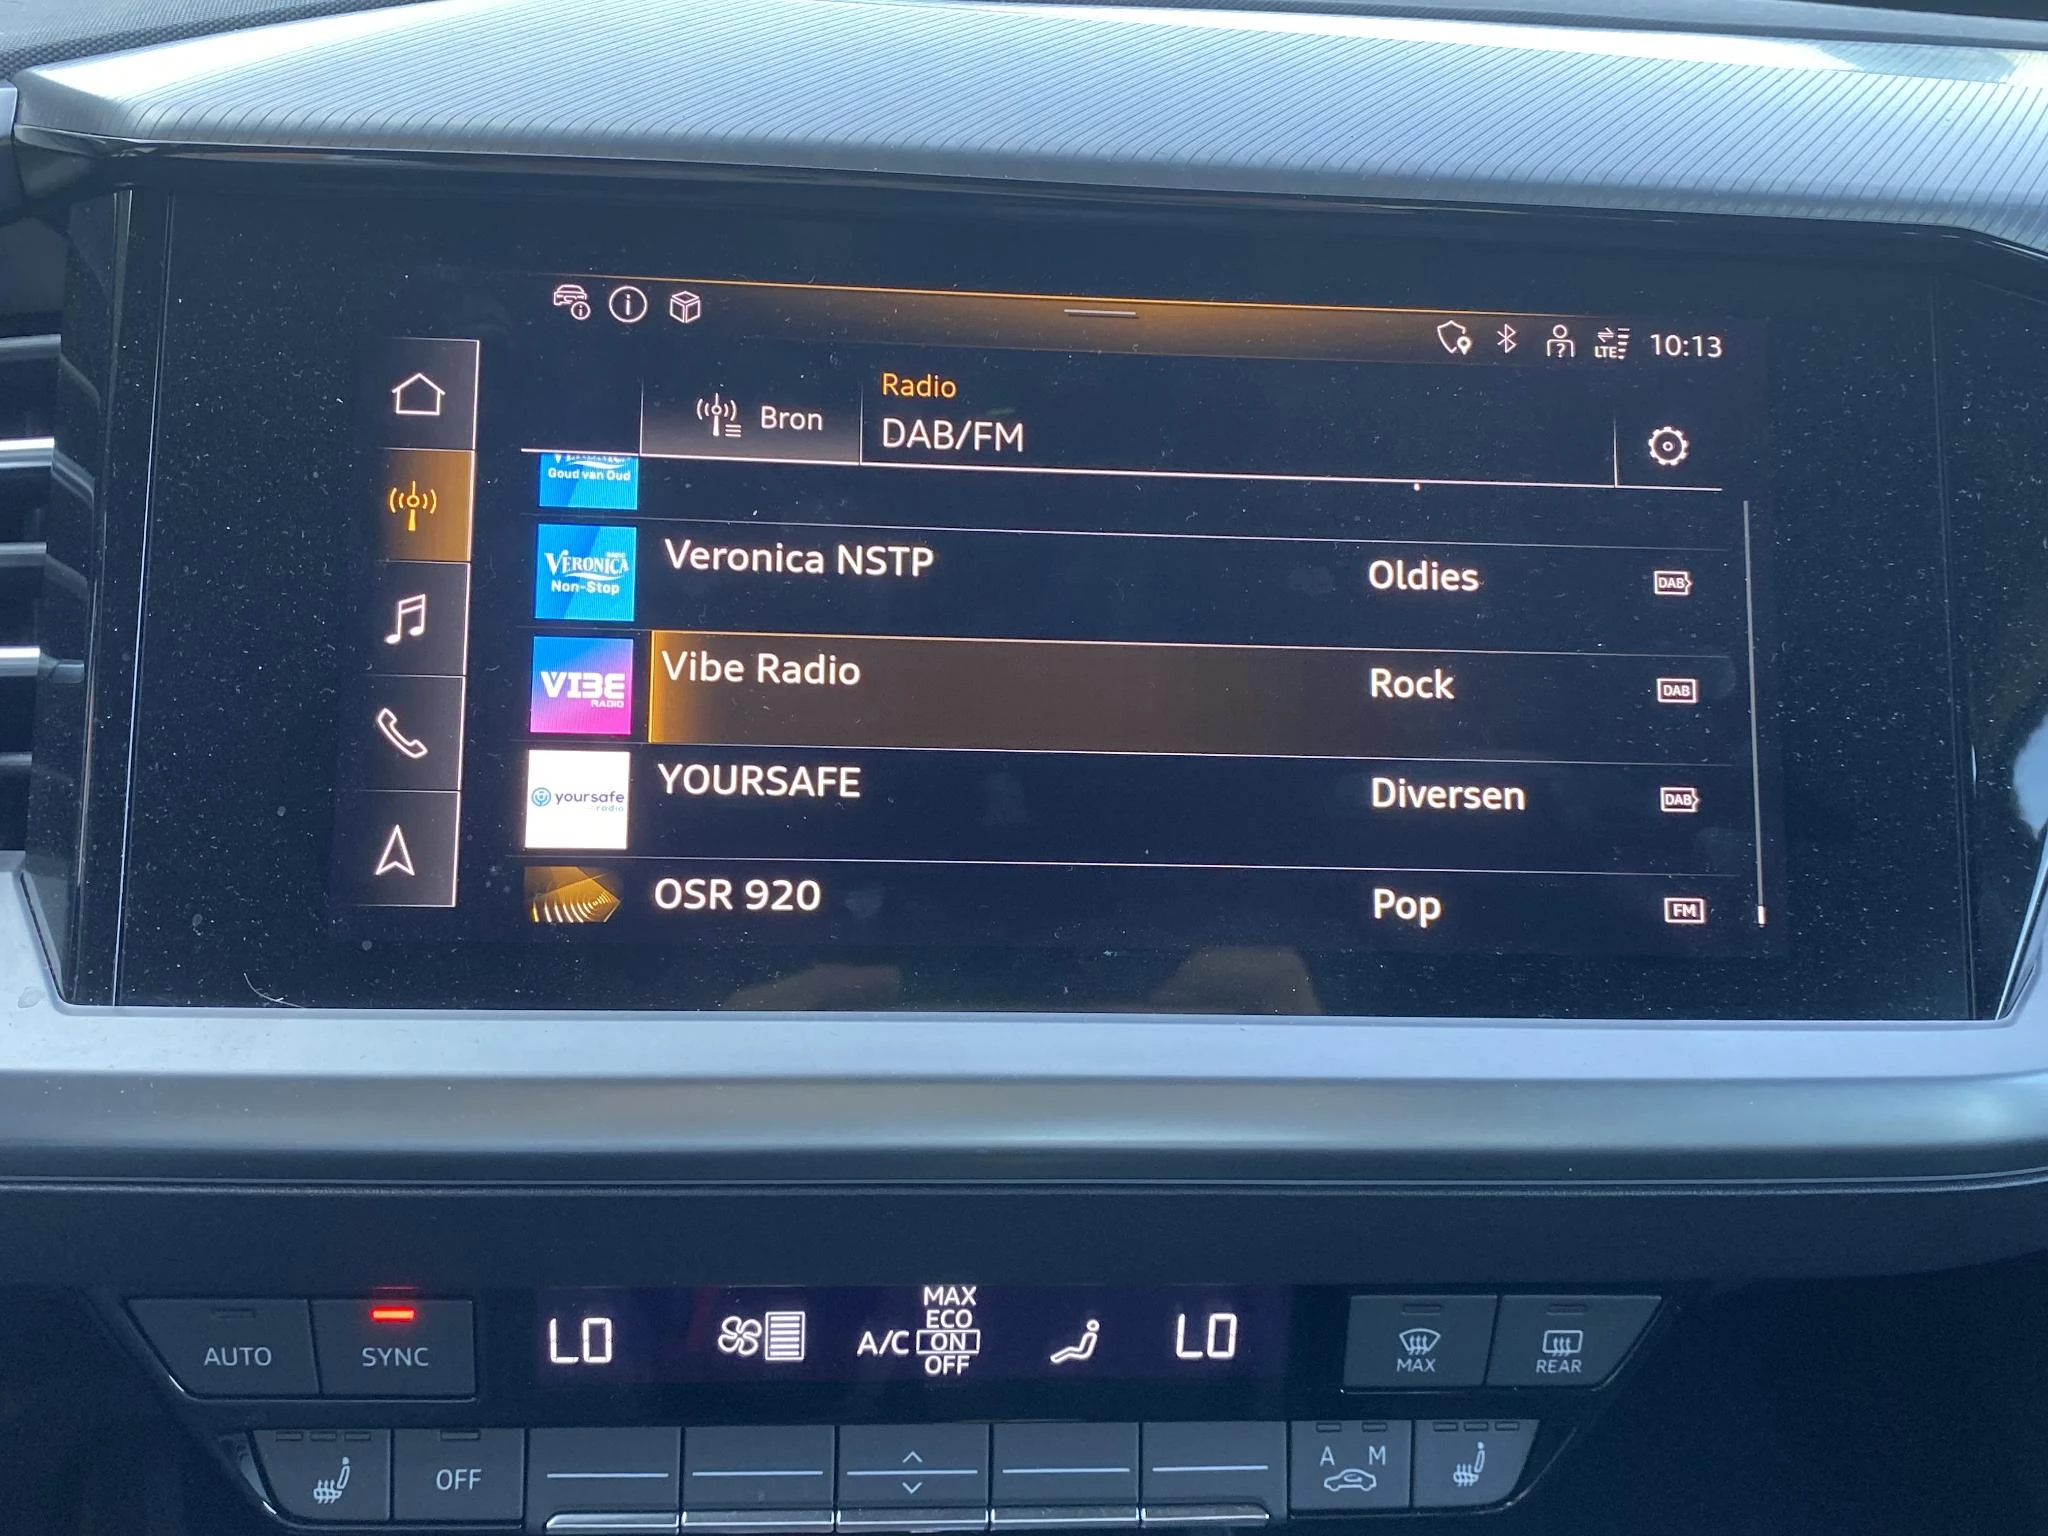 LTE 10:13
Radio
Bron DAB/FM
Goud van Oud
RADIO
VERONICA
Non-Stop
Veronica NSTP Oldies DAB
VIBE
RADIO
Vibe Radio Rock DAB
yoursafe
radio
YOURSAFE Diversen DAB
OSR 920 Pop FM
AUTO SYNC LO A/C MAX
ECO
ON
OFF
LO MAX REAR
OFF A M